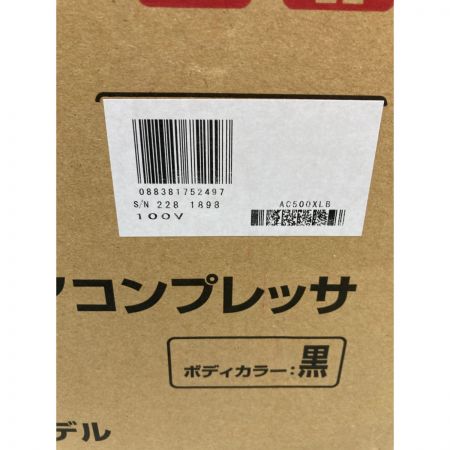 088381752497
S/N 228 1898
100V
AC500XLB
アコンプレッサ
ボディカラー:黒
デル